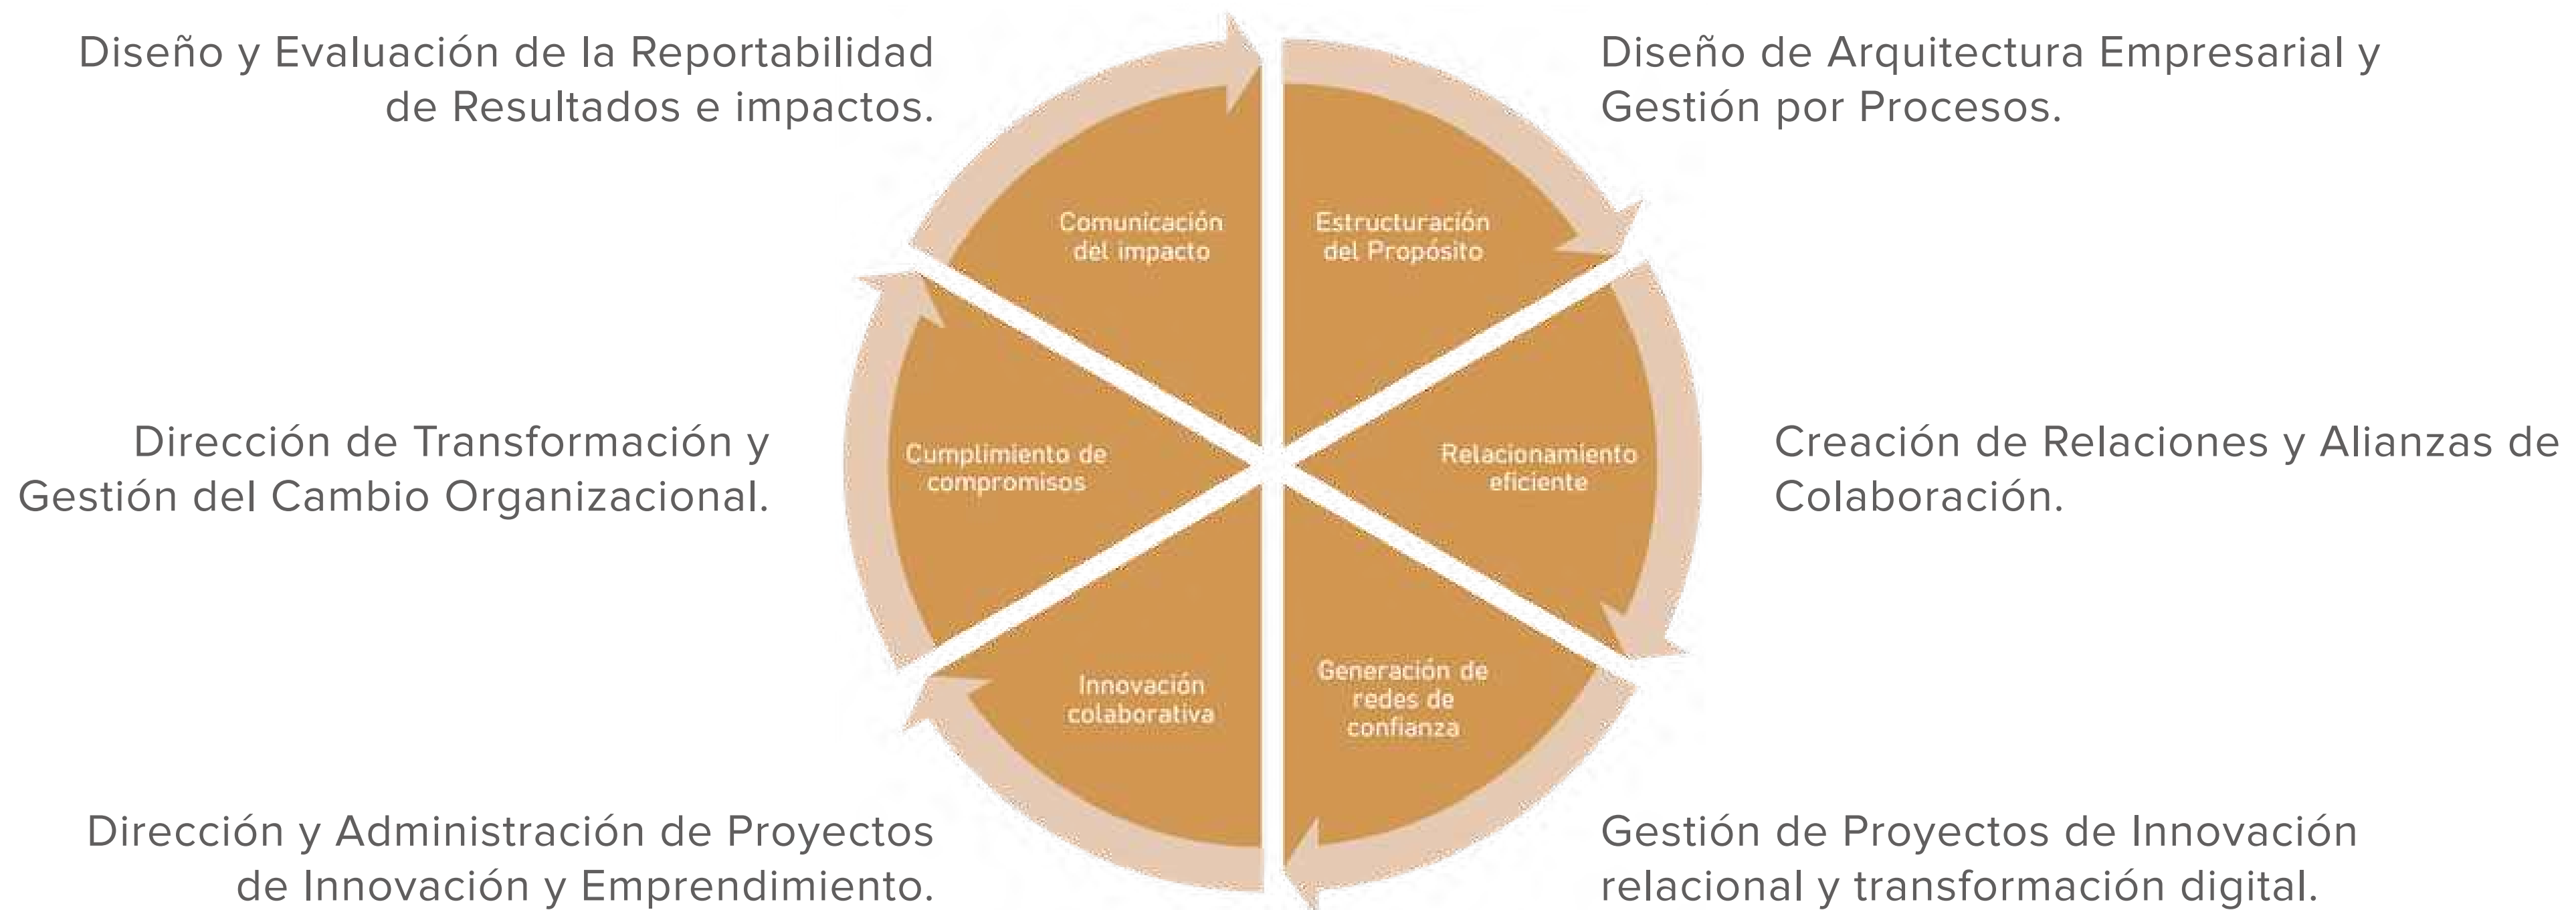 Diseño y Evaluación de la Reportabilidad
de Resultados e impactos.
Diseño de Arquitectura Empresarial y
Gestión por Procesos.
Comunicación
del impacto
Estructuración
del Propósito
Dirección de Transformación y
Gestión del Cambio Organizacional.
Cumplimiento de
compromisos
Relacionamiento
eficiente
Creación de Relaciones y Alianzas de
Colaboración.
Innovación
colaborativa
Generación de
redes de
confianza
Dirección y Administración de Proyectos
de Innovación y Emprendimiento.
Gestión de Proyectos de Innovación
relacional y transformación digital.